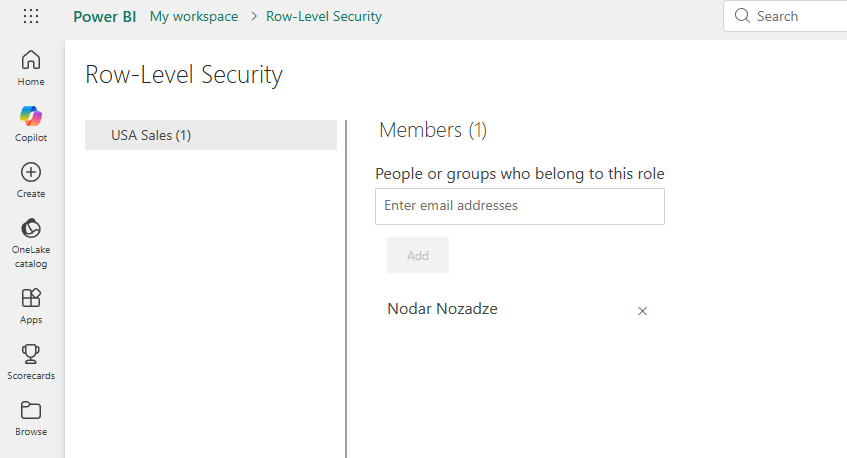 Power BI My workspace > Row-Level Security
Search
Home
Copilot
Create
OneLake
catalog
Apps
Scorecards
Browse
Row-Level Security
USA Sales (1)
Members (1)
People or groups who belong to this role
Enter email addresses
Add
Nodar Nozadze